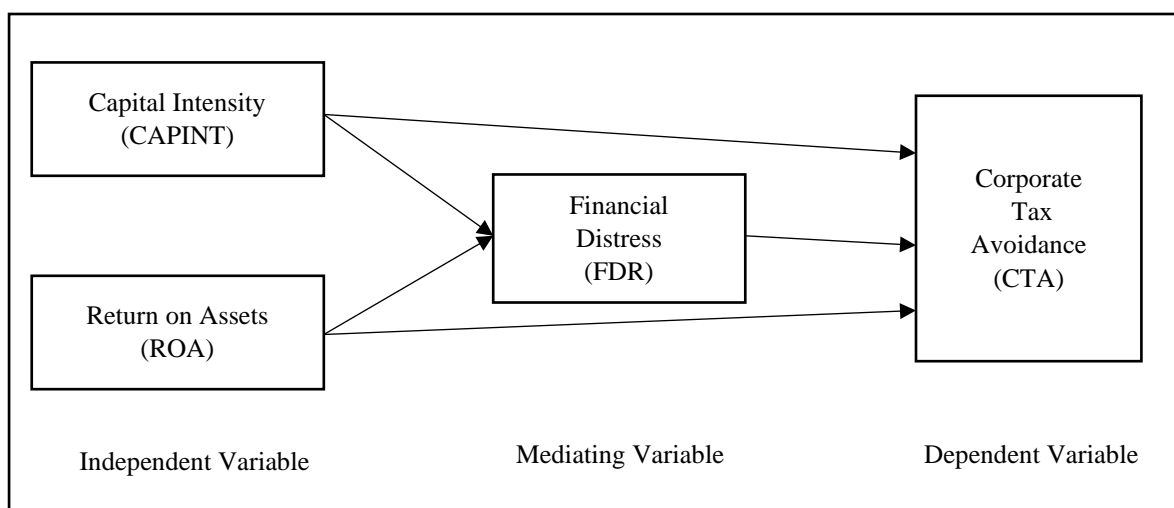 Capital Intensity
(CAPINT)
Financial
Distress
(FDR)
Corporate
Tax
Avoidance
(CTA)
Return on Assets
(ROA)
Independent Variable
Mediating Variable
Dependent Variable